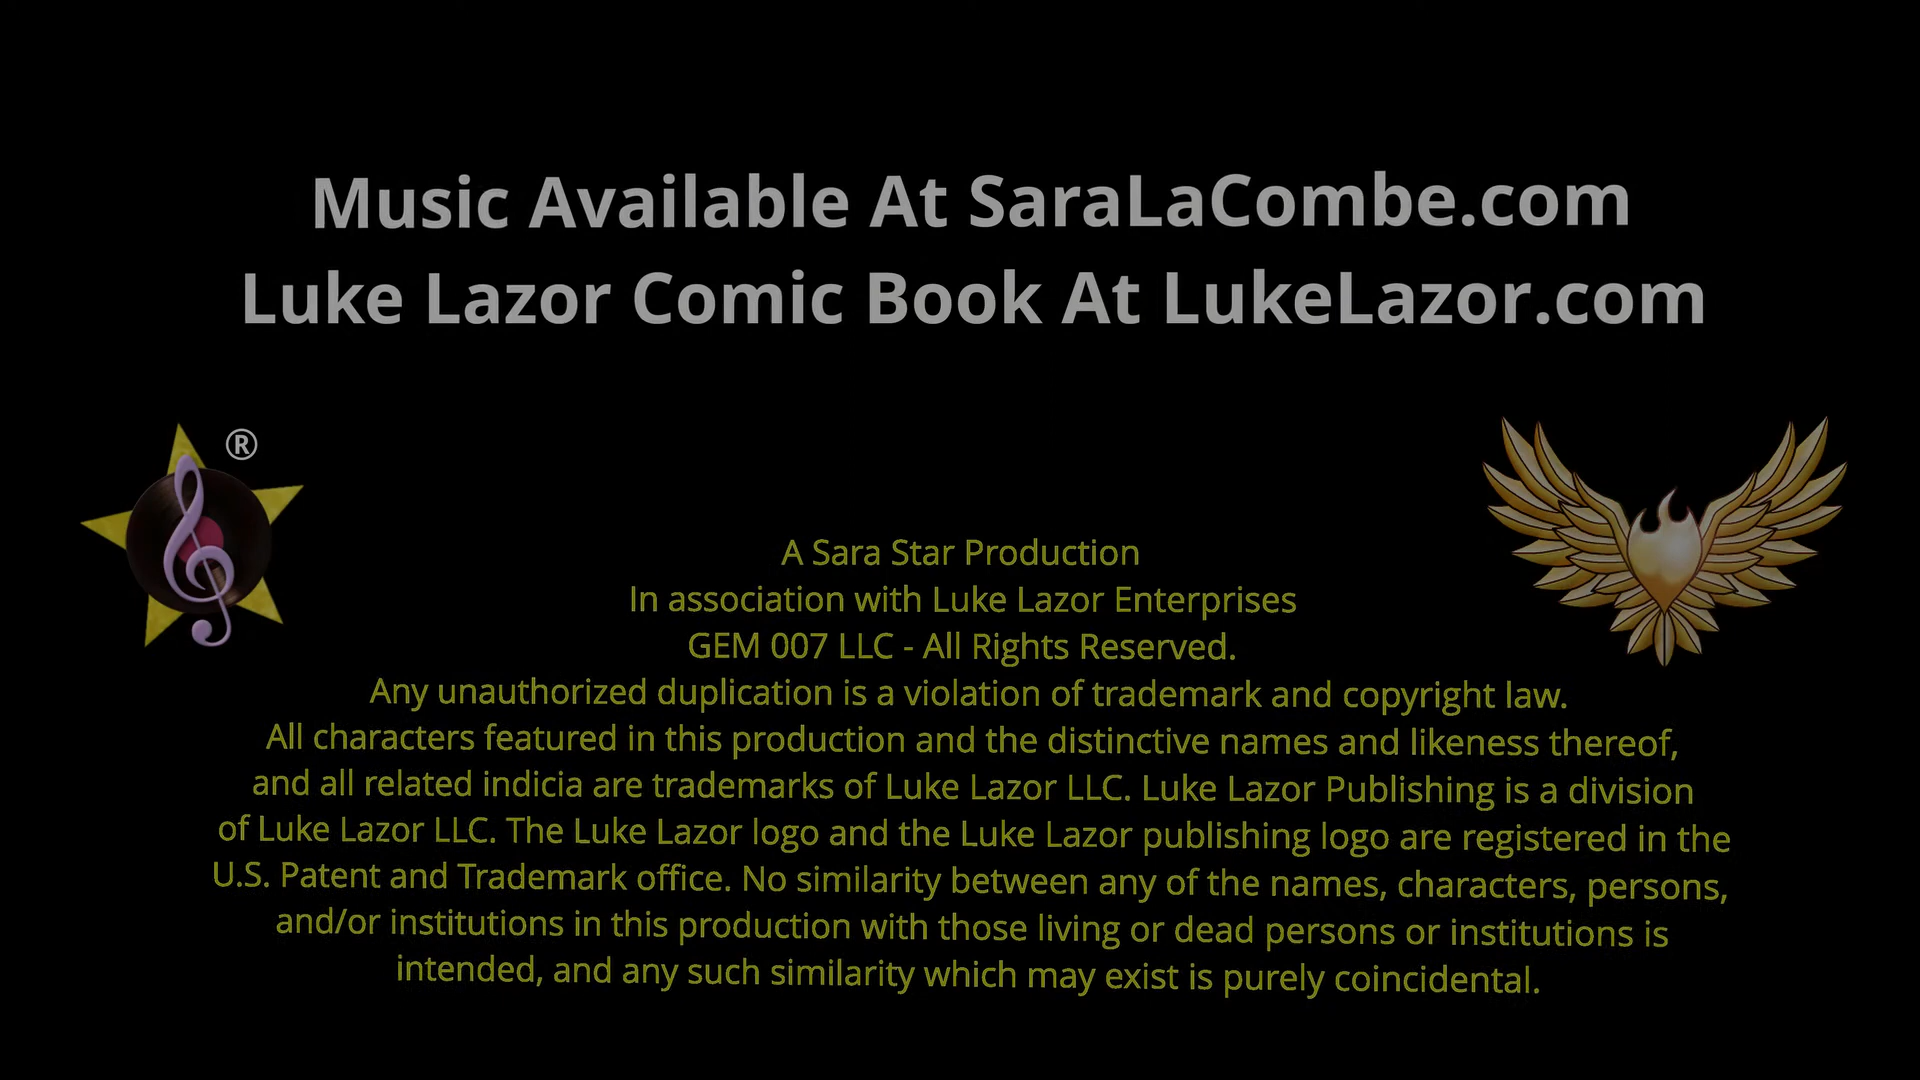 Music Available At SaraLaCombe.com
Luke Lazor Comic Book At LukeLazor.com
®
A Sara Star Production
In association with Luke Lazor Enterprises
GEM 007 LLC - All Rights Reserved.
Any unauthorized duplication is a violation of trademark and copyright law.
All characters featured in this production and the distinctive names and likeness thereof,
and all related indicia are trademarks of Luke Lazor LLC. Luke Lazor Publishing is a division
of Luke Lazor LLC. The Luke Lazor logo and the Luke Lazor publishing logo are registered in the
U.S. Patent and Trademark office. No similarity between any of the names, characters, persons,
and/or institutions in this production with those living or dead persons or institutions is
intended, and any such similarity which may exist is purely coincidental.